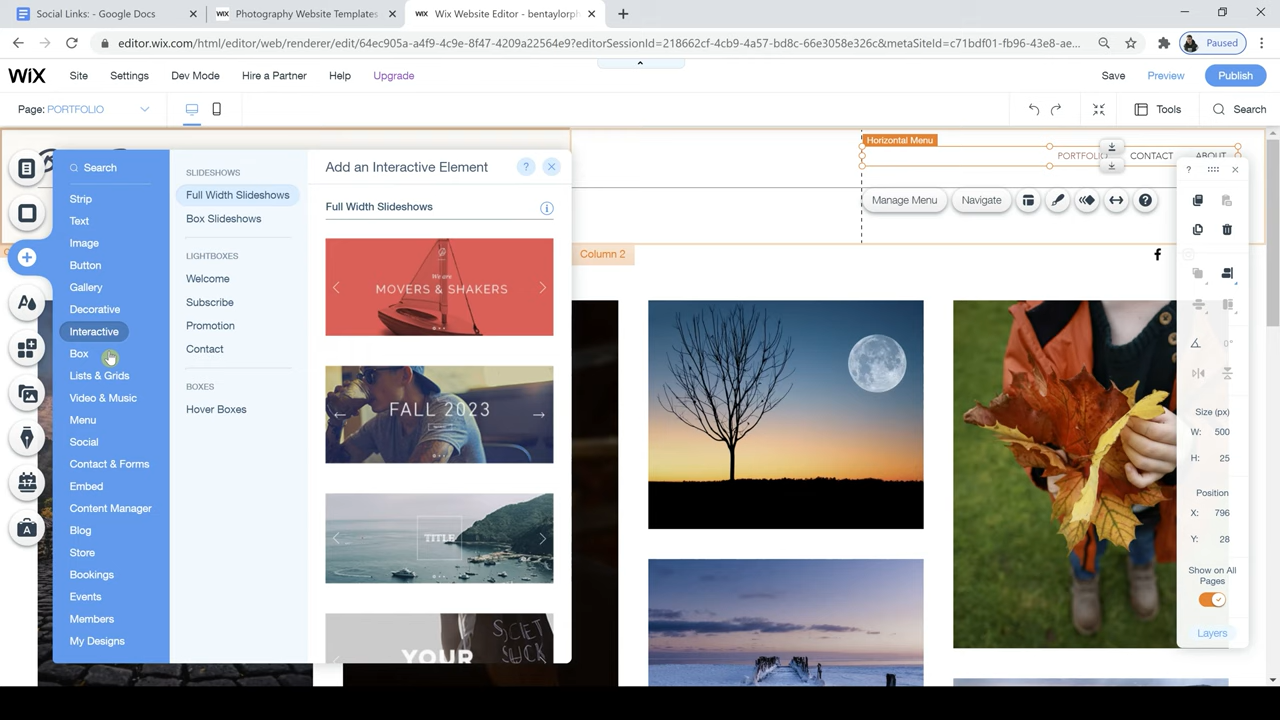 Social Links: - Google Docs
Photography Website Templates
Wix Website Editor - bentaylorph
editor.wix.com/html/editor/web/renderer/edit/64ec905a-a4f9-4c9e-8f47-4209a22564e9?editorSessionId=218662cf-4cb9-4a57-bd8c-66e3058e326c&metaSiteId=c71bdf01-fb96-43e8-ae...
Paused
WiX Site Settings Dev Mode Hire a Partner Help Upgrade Save Preview Publish
Page: PORTFOLIO Tools Search
Horizontal Menu
PORTFOLIO CONTACT ABOUT
Manage Menu Navigate
Column 2
Search
Strip
Text
Image
Button
Gallery
Decorative
Interactive
Box
Lists & Grids
Video & Music
Menu
Social
Contact & Forms
Embed
Content Manager
Blog
Store
Bookings
Events
Members
My Designs
SLIDESHOWS
Full Width Slideshows
Box Slideshows
LIGHTBOXES
Welcome
Subscribe
Promotion
Contact
BOXES
Hover Boxes
Add an Interactive Element
?
Full Width Slideshows
We are
MOVERS & SHAKERS
FALL 2023
TITLE
YOUR
?
0°
Size (px)
W: 500
H: 25
Position
X: 796
Y: 28
Show on All
Pages
Layers